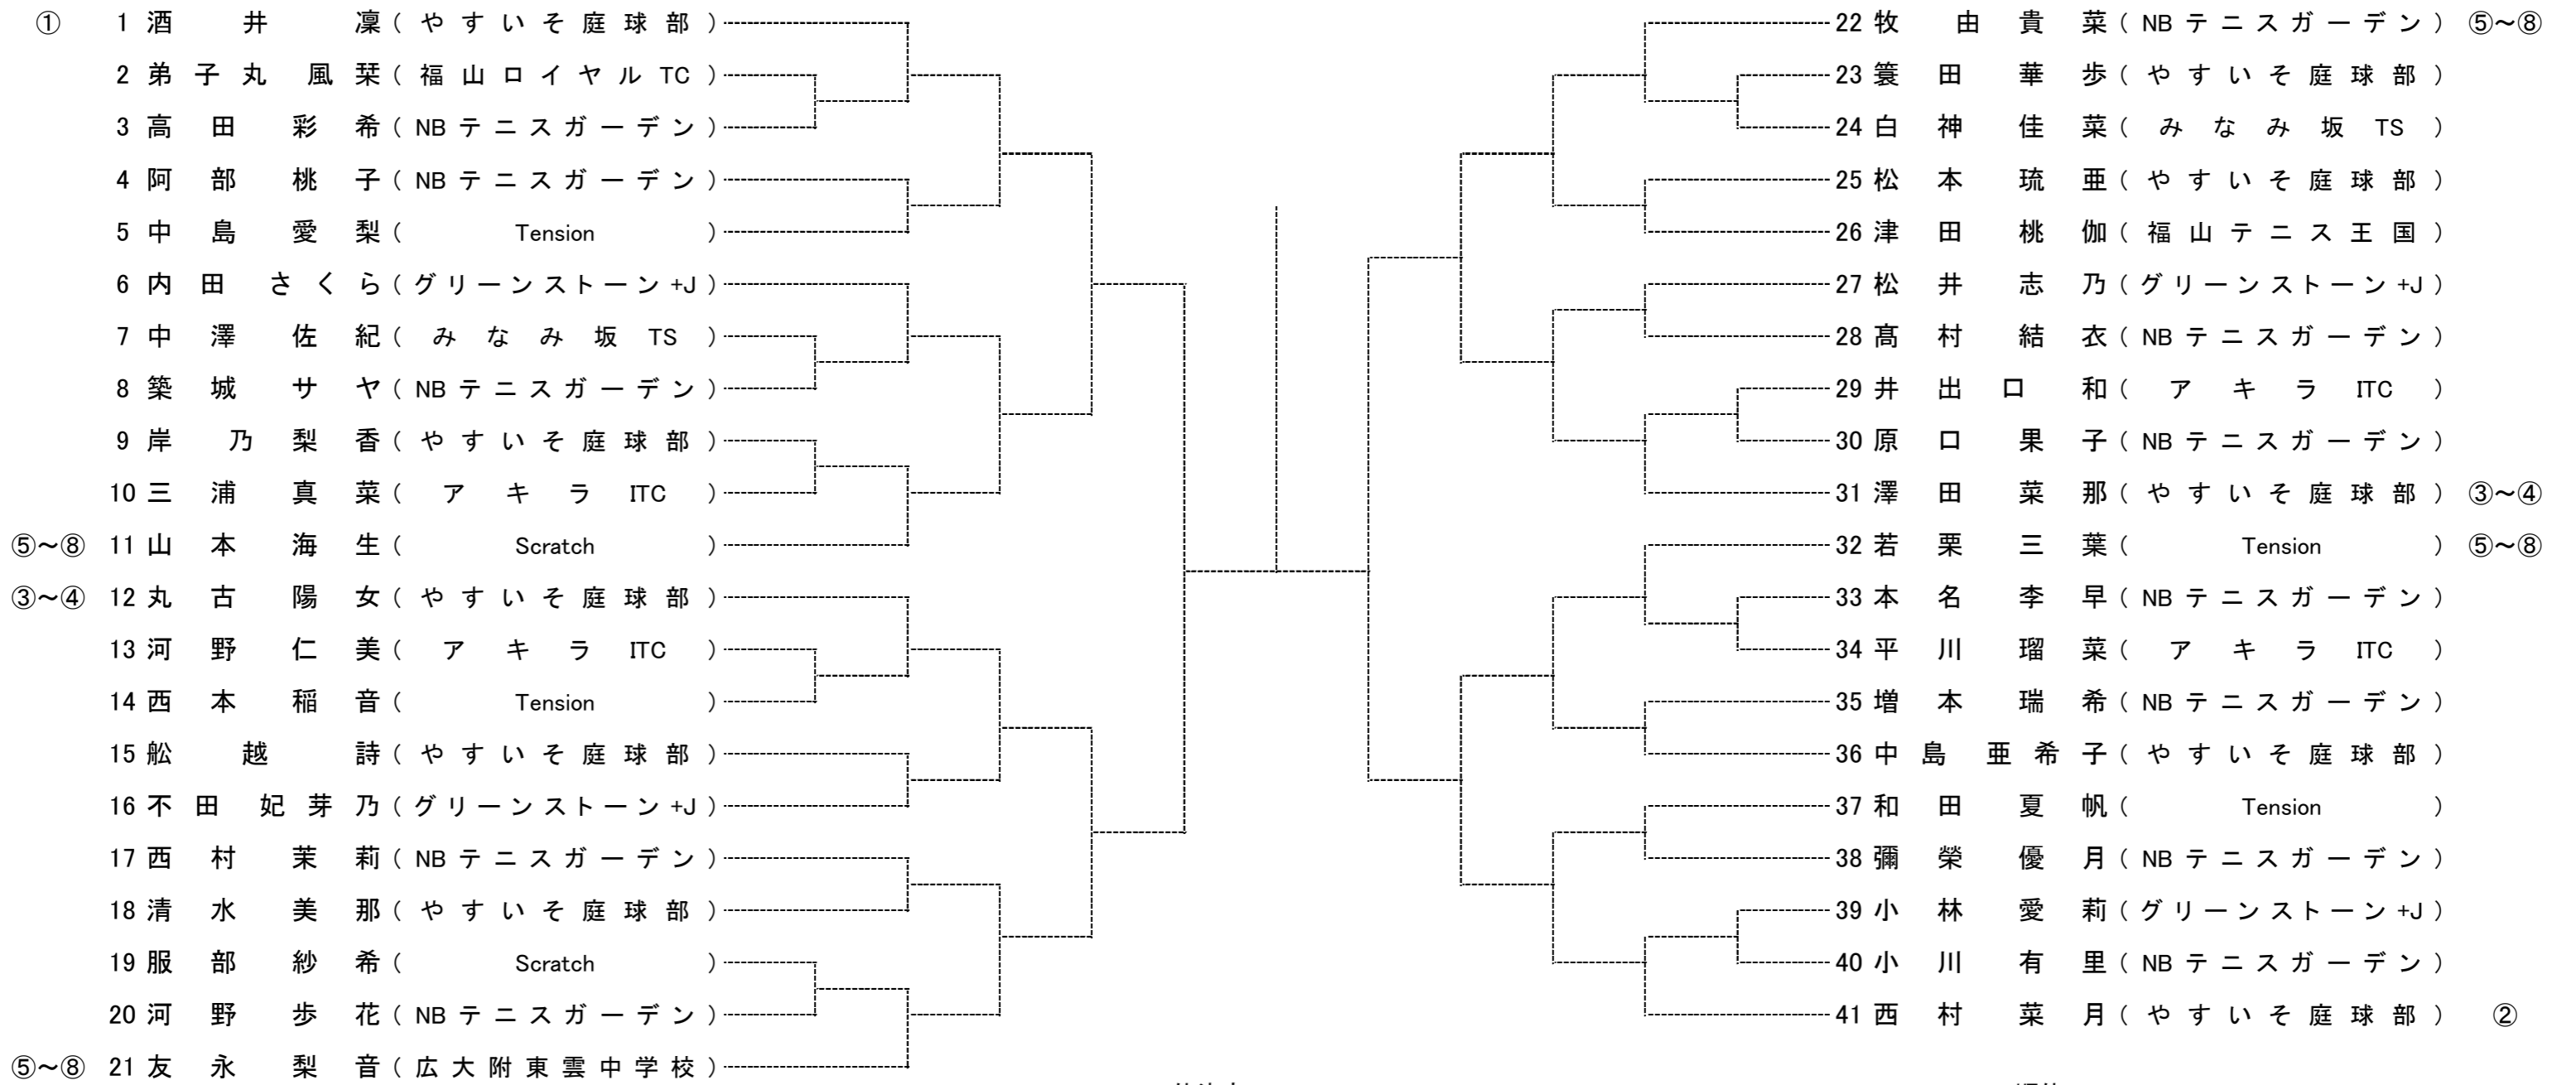 ① 1 酒井 凜(やすいそ庭球部)
2 弟子丸 風栞(福山ロイヤルTC)
3 高田 彩希(NBテニスガーデン)
4 阿部 桃子(NBテニスガーデン)
5 中島 愛梨(Tension)
6 内田 さくら(グリーンストーン+J)
7 中澤 佐紀(みなみ坂TS)
8 築城 サヤ(NBテニスガーデン)
9 岸 乃梨香(やすいそ庭球部)
10 三浦 真菜(アキラITC)
⑤~⑧ 11 山本 海生(Scratch)
③~④ 12 丸古 陽女(やすいそ庭球部)
13 河野 仁美(アキラITC)
14 西本 稲音(Tension)
15 舩越 詩(やすいそ庭球部)
16 不田 妃芽乃(グリーンストーン+J)
17 西村 茉莉(NBテニスガーデン)
18 清水 美那(やすいそ庭球部)
19 服部 紗希(Scratch)
20 河野 歩花(NBテニスガーデン)
⑤~⑧ 21 友永 梨音(広大附東雲中学校)
22 牧 由貴菜(NBテニスガーデン) ⑤~⑧
23 簑田 華歩(やすいそ庭球部)
24 白神 佳菜(みなみ坂TS)
25 松本 琉亜(やすいそ庭球部)
26 津田 桃伽(福山テニス王国)
27 松井 志乃(グリーンストーン+J)
28 髙村 結衣(NBテニスガーデン)
29 井出口 和(アキラITC)
30 原口 果子(NBテニスガーデン)
31 澤田 菜那(やすいそ庭球部) ③~④
32 若栗 三葉(Tension) ⑤~⑧
33 本名 李早(NBテニスガーデン)
34 平川 瑠菜(アキラITC)
35 増本 瑞希(NBテニスガーデン)
36 中島 亜希子(やすいそ庭球部)
37 和田 夏帆(Tension)
38 彌榮 優月(NBテニスガーデン)
39 小林 愛莉(グリーンストーン+J)
40 小川 有里(NBテニスガーデン)
41 西村 菜月(やすいそ庭球部) ②